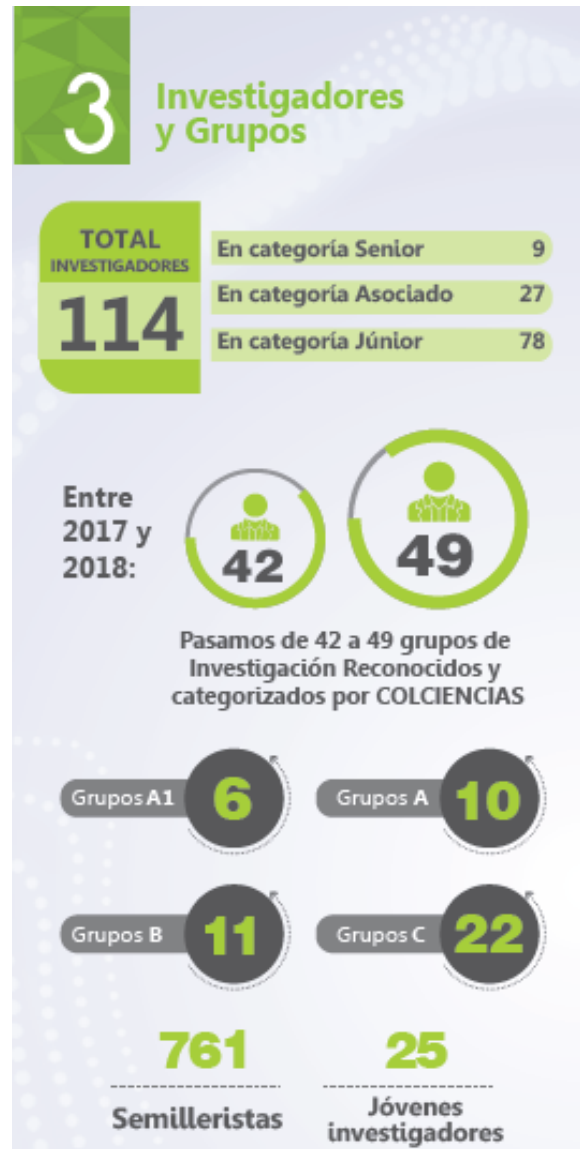 3
Investigadores
y Grupos
TOTAL
INVESTIGADORES
114
En categoría Senior 9
En categoría Asociado 27
En categoría Júnlor 78
Entre
2017 y
2018:
42
49
Pasamos de 42 a 49 grupos de
Investigación Reconocidos y
categorizados por COLCIENCIAS
Grupos A1 6
Grupos A 10
Grupos B 11
Grupos C 22
761
Semilleristas
25
Jóvenes
investigadores